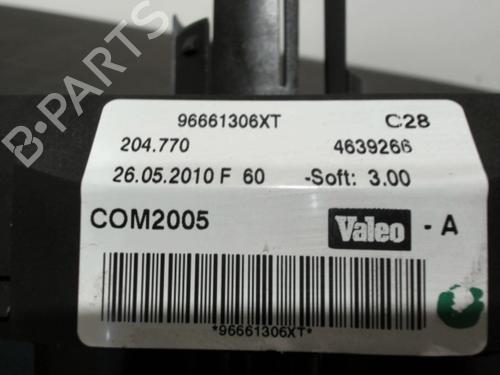 B-PARTS
96661306XT C28
204.770 4639266
26.05.2010 F 60 -Soft: 3.00
COM2005 Valeo - A
*96661306XT*